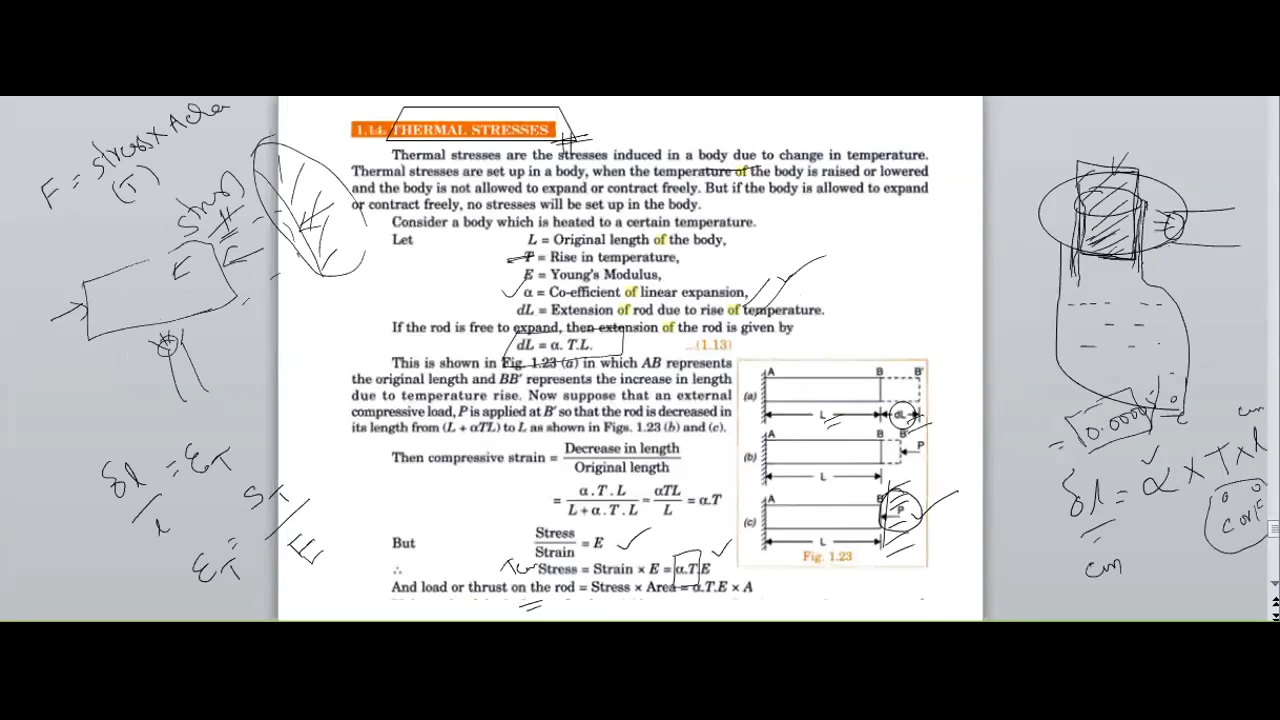 1.14. THERMAL STRESSES
Thermal stresses are the stresses induced in a body due to change in temperature.
Thermal stresses are set up in a body, when the temperature of the body is raised or lowered
and the body is not allowed to expand or contract freely. But if the body is allowed to expand
or contract freely, no stresses will be set up in the body.
Consider a body which is heated to a certain temperature.
Let L = Original length of the body,
T = Rise in temperature,
E = Young's Modulus,
α = Co-efficient of linear expansion,
dL = Extension of rod due to rise of temperature.
If the rod is free to expand, then extension of the rod is given by
dL = α. T.L. ...(1.13)
This is shown in Fig. 1.23 (a) in which AB represents
the original length and BB′ represents the increase in length
due to temperature rise. Now suppose that an external
compressive load, P is applied at B′ so that the rod is decreased in
its length from (L + αTL) to L as shown in Figs. 1.23 (b) and (c).
Then compressive strain = Decrease in length / Original length
= α . T . L / L + α . T . L = αTL / L = α.T
But Stress / Strain = E
∴ Stress = Strain × E = α.T.E
And load or thrust on the rod = Stress × Area = α.T.E × A
(a) A B B′
L dL
(b) A B B′ P
L
(c) A B P
L
Fig. 1.23
F = stress × Area
(T)
stress
δl / l = ε T
ε T = S T / E
δl = α × T × l
C or F
cm
cm